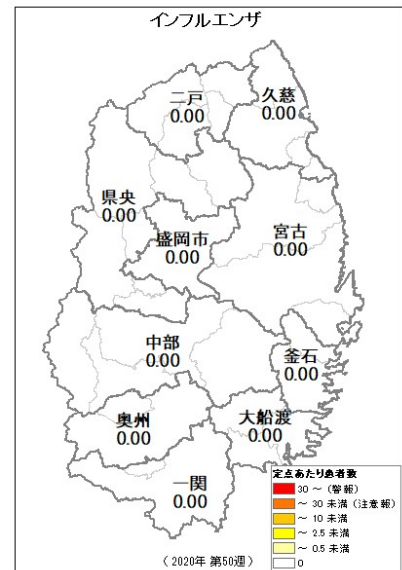 インフルエンザ
二戸
0.00
久慈
0.00
県央
0.00
盛岡市
0.00
宮古
0.00
中部
0.00
釜石
0.00
奥州
0.00
大船渡
0.00
一関
0.00
定点あたり患者数
30 ～ (警報)
～ 30 未満 (注意報)
～ 10 未満
～ 2.5 未満
～ 0.5 未満
0
( 2020年 第50週 )